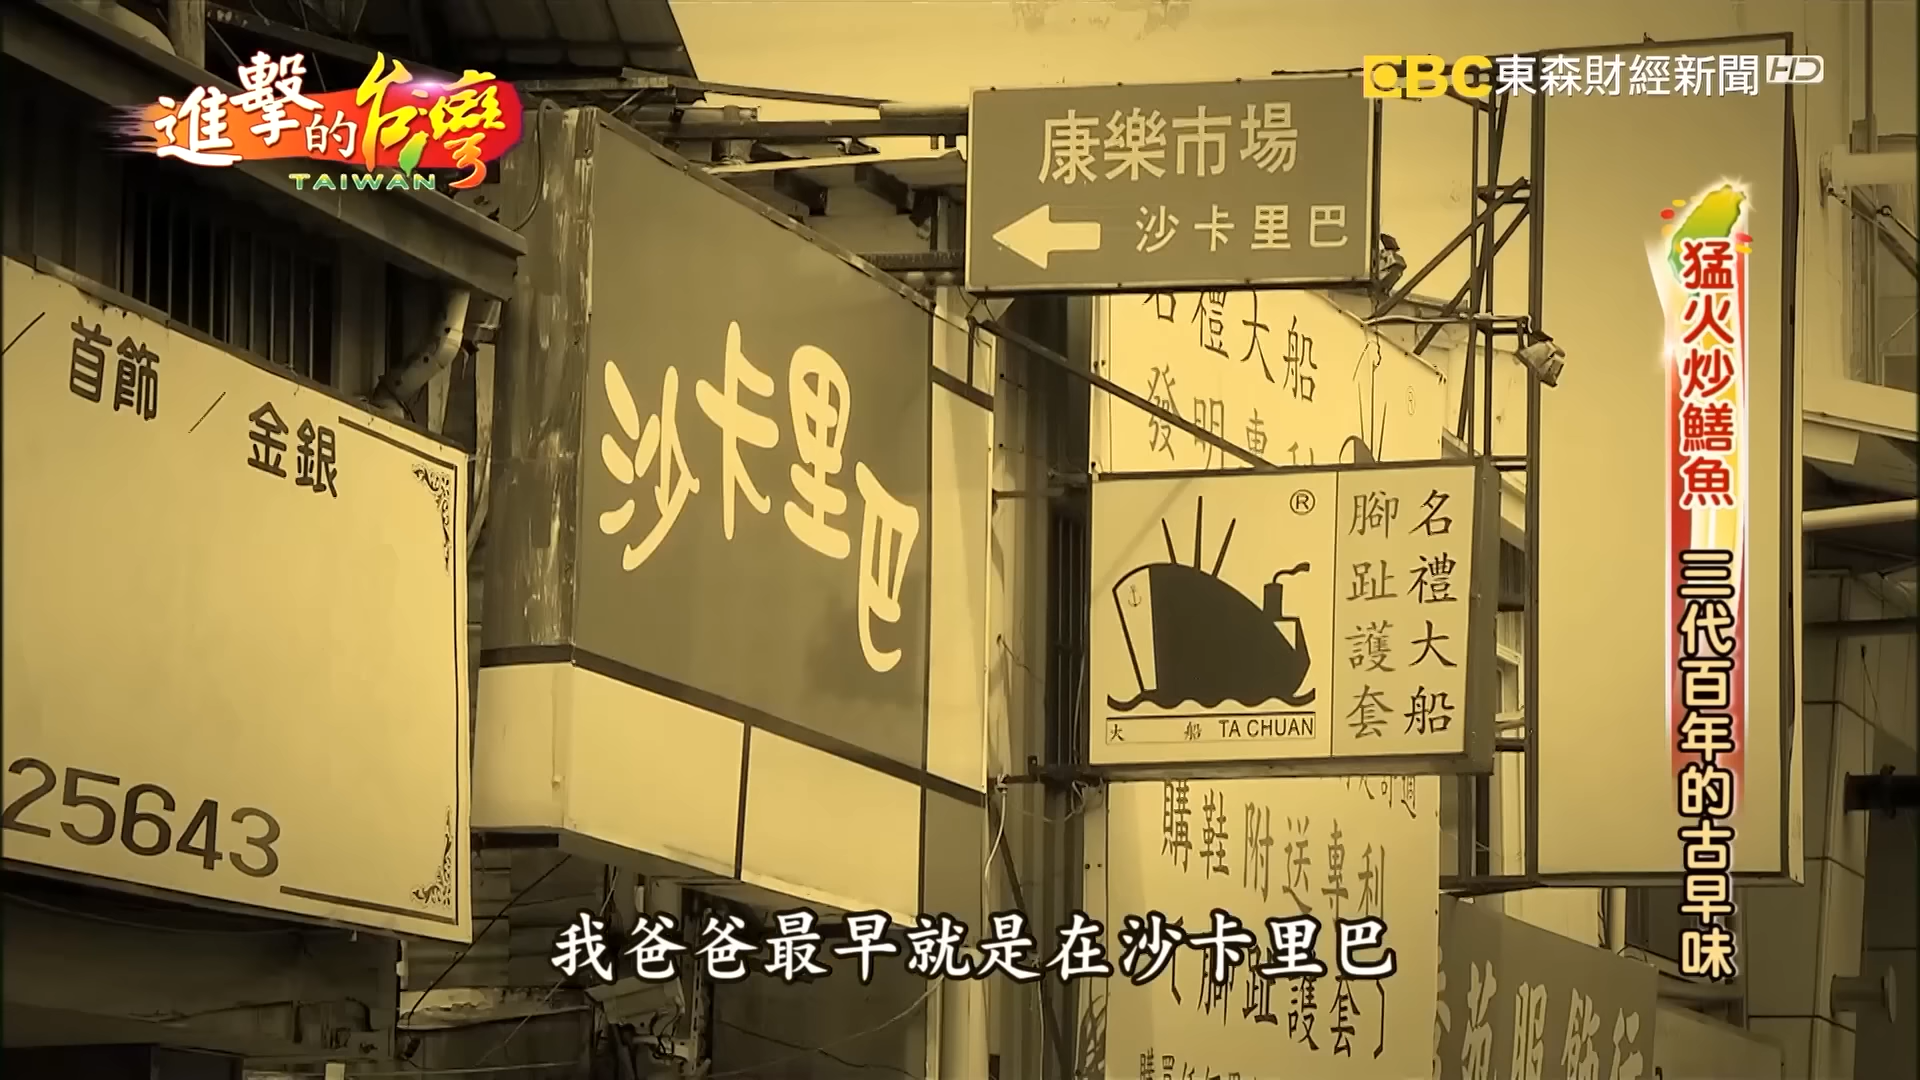 進擊的台灣
TAIWAN
EBC東森財經新聞HD
康樂市場
沙卡里巴
沙卡里巴
首飾／金銀
25643
名禮大船
發明專利
®
名禮大船
腳趾護套
火船 TA CHUAN
購鞋附送專利
腳趾護套
服飾行
猛火炒鱔魚 三代百年的古早味
我爸爸最早就是在沙卡里巴